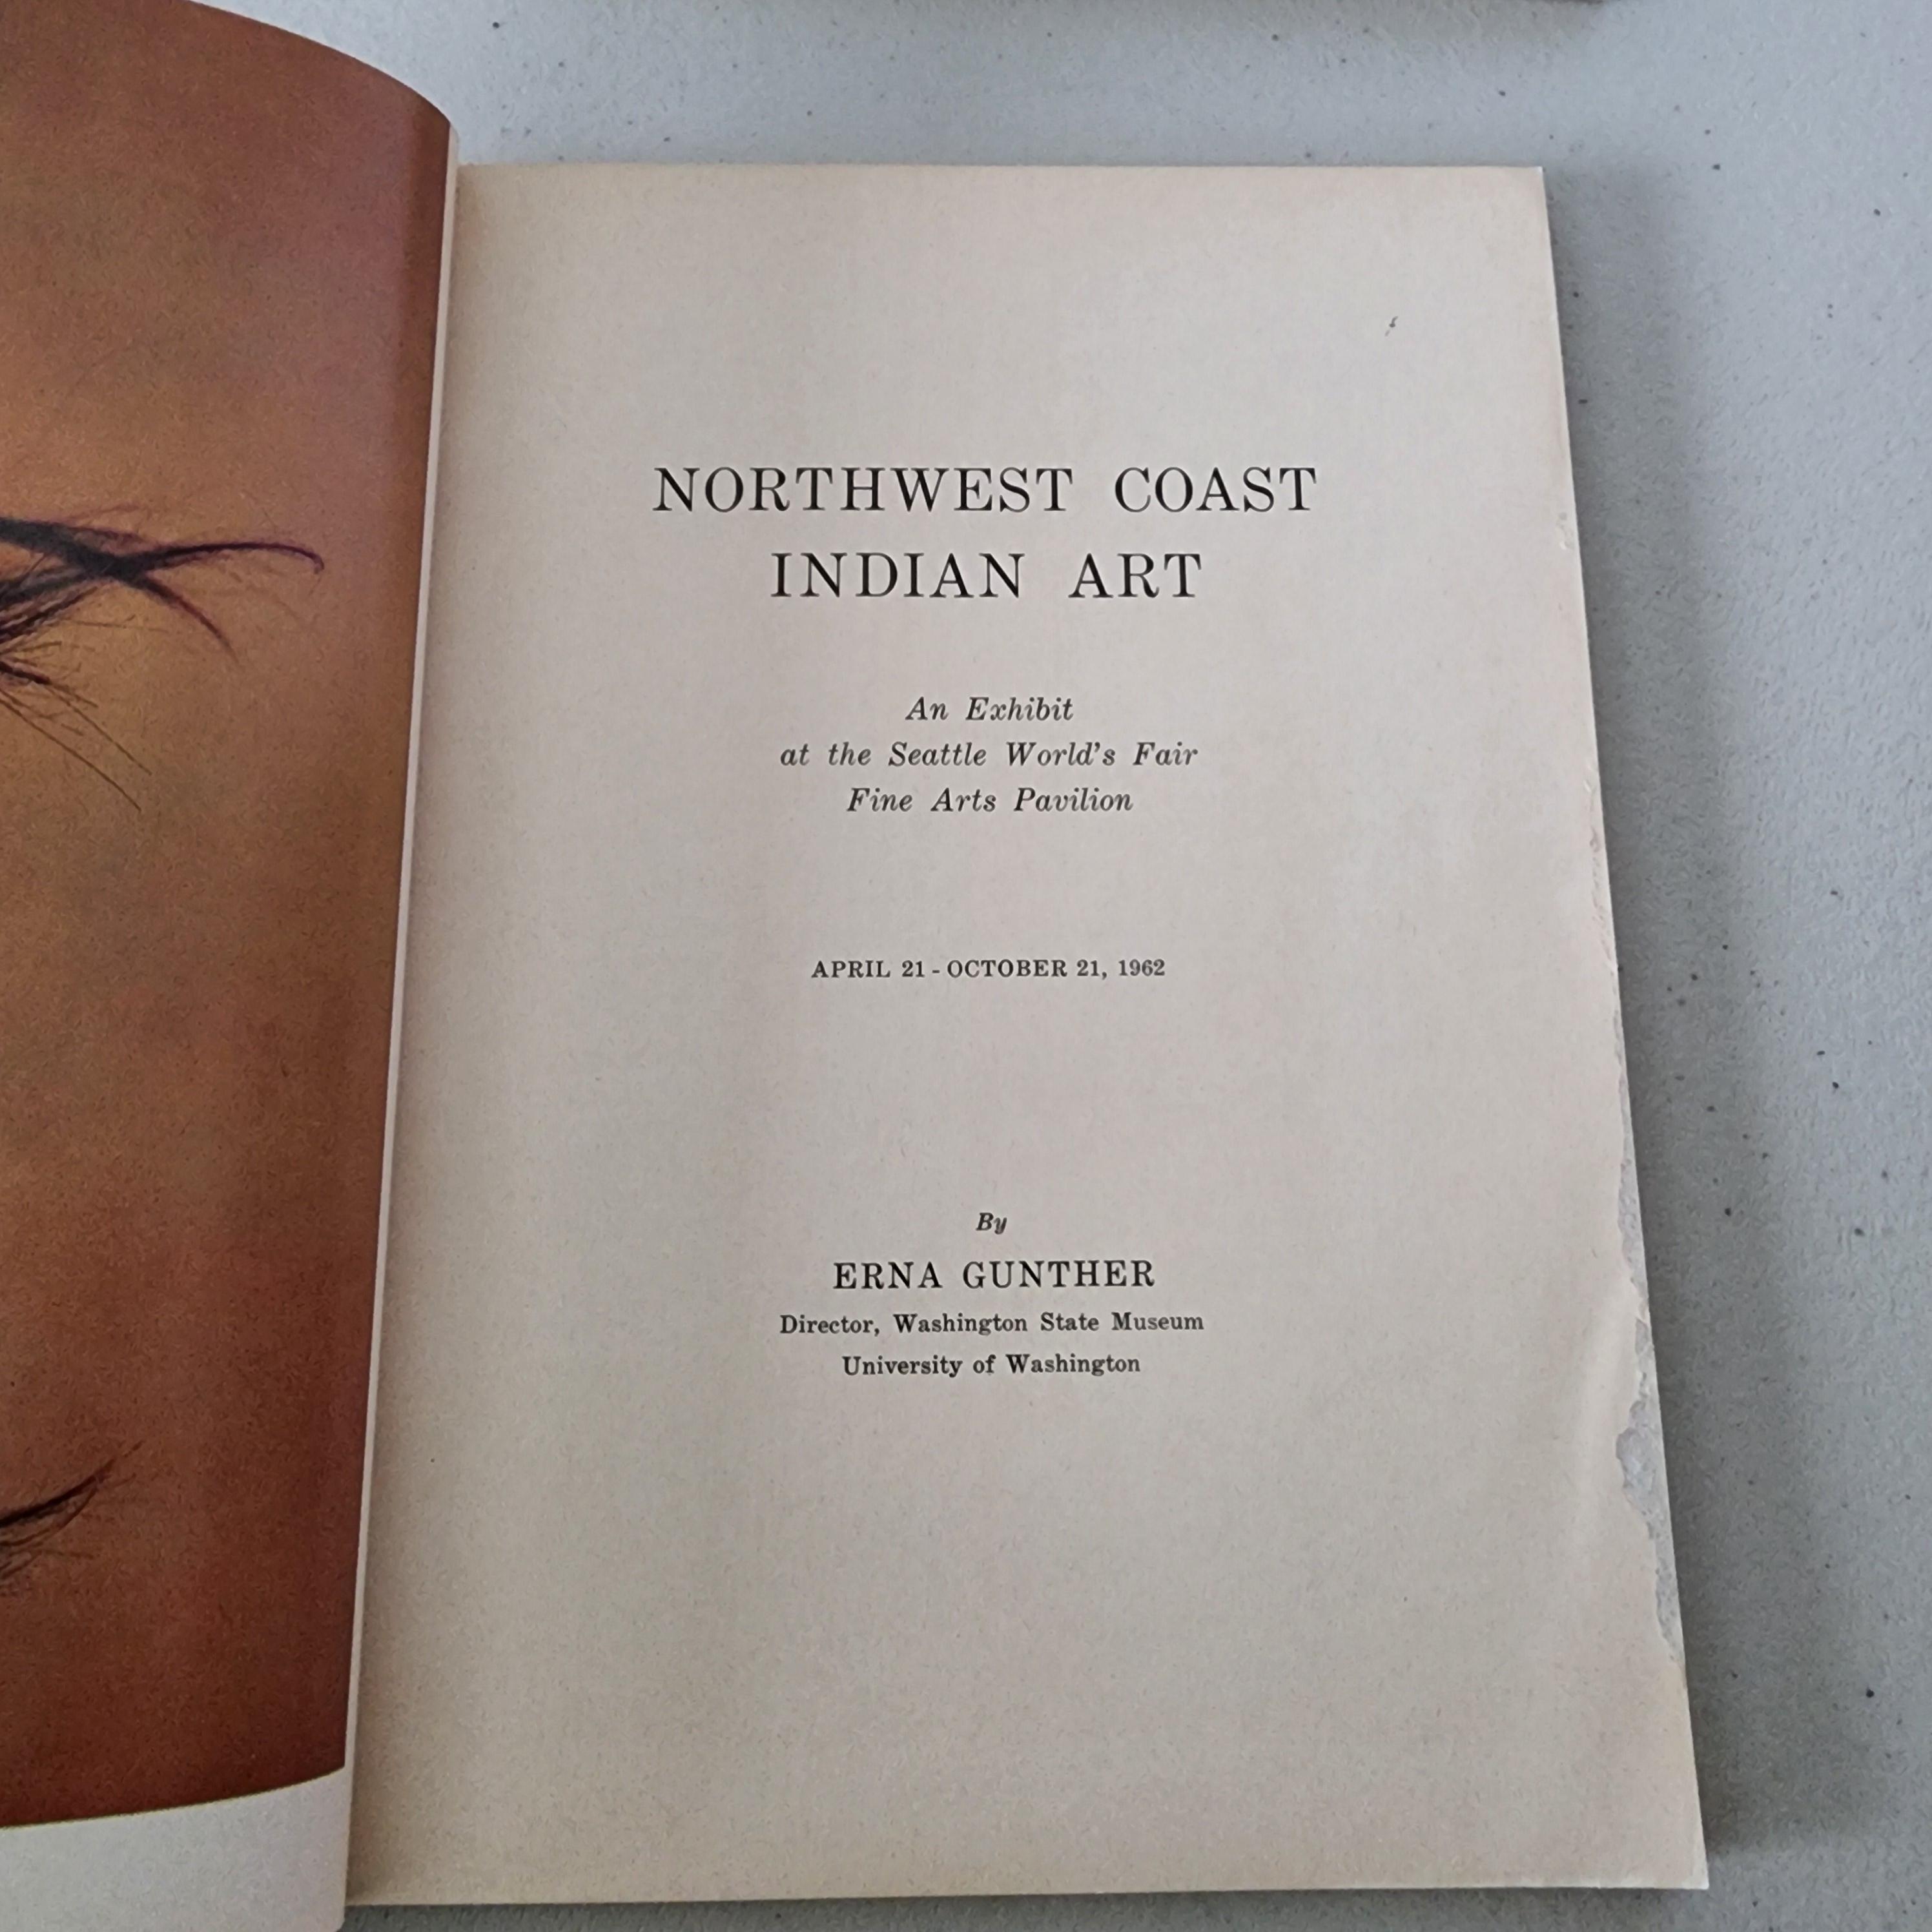 NORTHWEST COAST
INDIAN ART
An Exhibit
at the Seattle World's Fair
Fine Arts Pavilion
APRIL 21 - OCTOBER 21, 1962
By
ERNA GUNTHER
Director, Washington State Museum
University of Washington